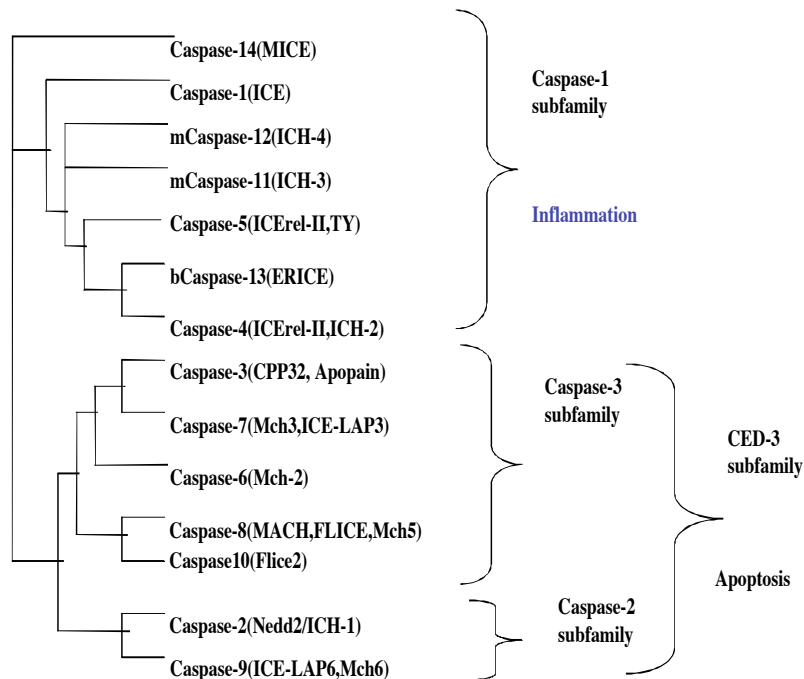 Caspase-14(MICE)
Caspase-1(ICE)
mCaspase-12(ICH-4)
mCaspase-11(ICH-3)
Caspase-5(ICErel-II,TY)
bCaspase-13(ERICE)
Caspase-4(ICErel-II,ICH-2)
Caspase-3(CPP32, Apopain)
Caspase-7(Mch3,ICE-LAP3)
Caspase-6(Mch-2)
Caspase-8(MACH,FLICE,Mch5)
Caspase10(Flice2)
Caspase-2(Nedd2/ICH-1)
Caspase-9(ICE-LAP6,Mch6)
Caspase-1
subfamily
Inflammation
Caspase-3
subfamily
Caspase-2
subfamily
CED-3
subfamily
Apoptosis